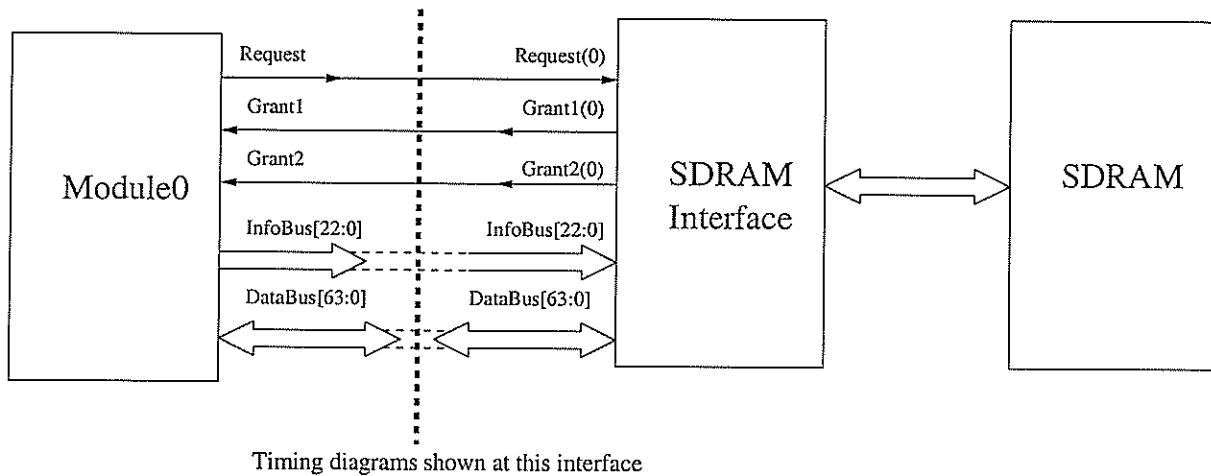 Request
Request(0)
Grant1
Grant1(0)
Grant2
Grant2(0)
Module0
SDRAM
Interface
SDRAM
InfoBus[22:0]
InfoBus[22:0]
DataBus[63:0]
DataBus[63:0]
Timing diagrams shown at this interface